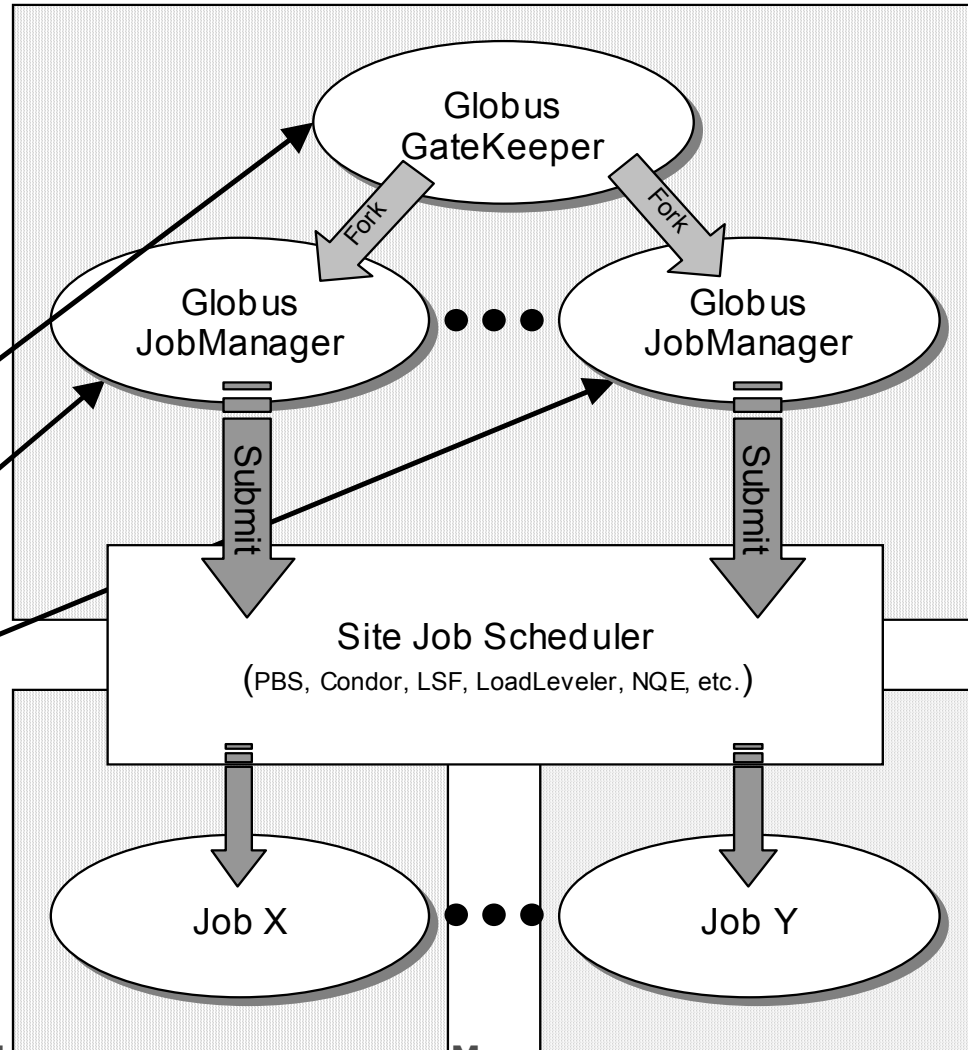 Globus
GateKeeper
Fork
Fork
Globus
JobManager
Globus
JobManager
Submit
Submit
Site Job Scheduler
(PBS, Condor, LSF, LoadLeveler, NQE, etc.)
Job X
Job Y